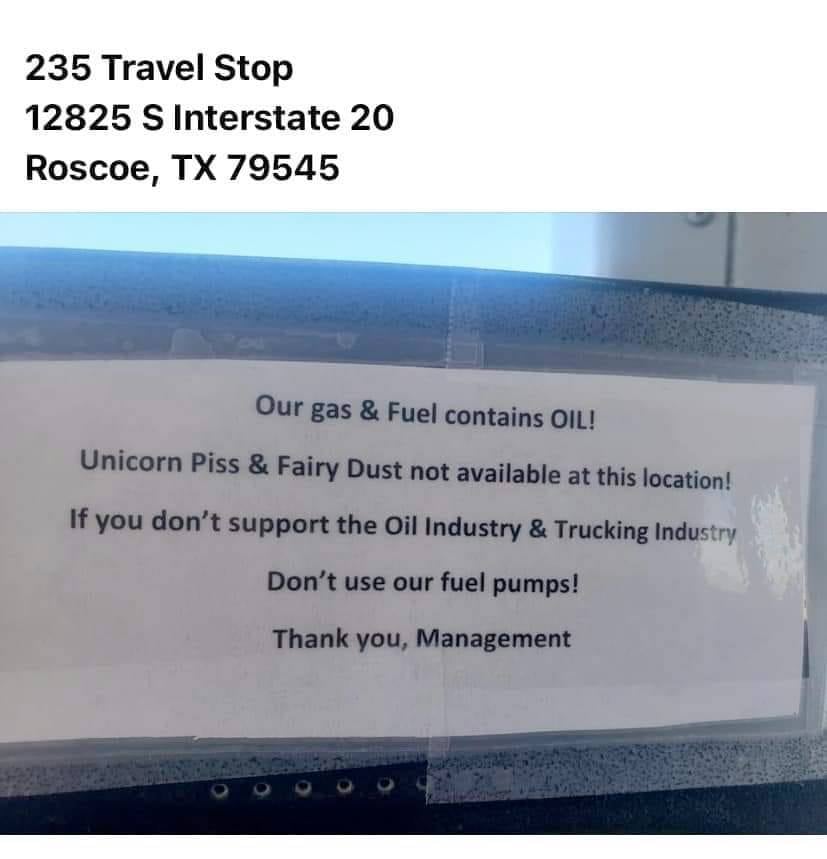 235 Travel Stop
12825 S Interstate 20
Roscoe, TX 79545
Our gas & Fuel contains OIL!
Unicorn Piss & Fairy Dust not available at this location!
If you don't support the Oil Industry & Trucking Industry
Don't use our fuel pumps!
Thank you, Management